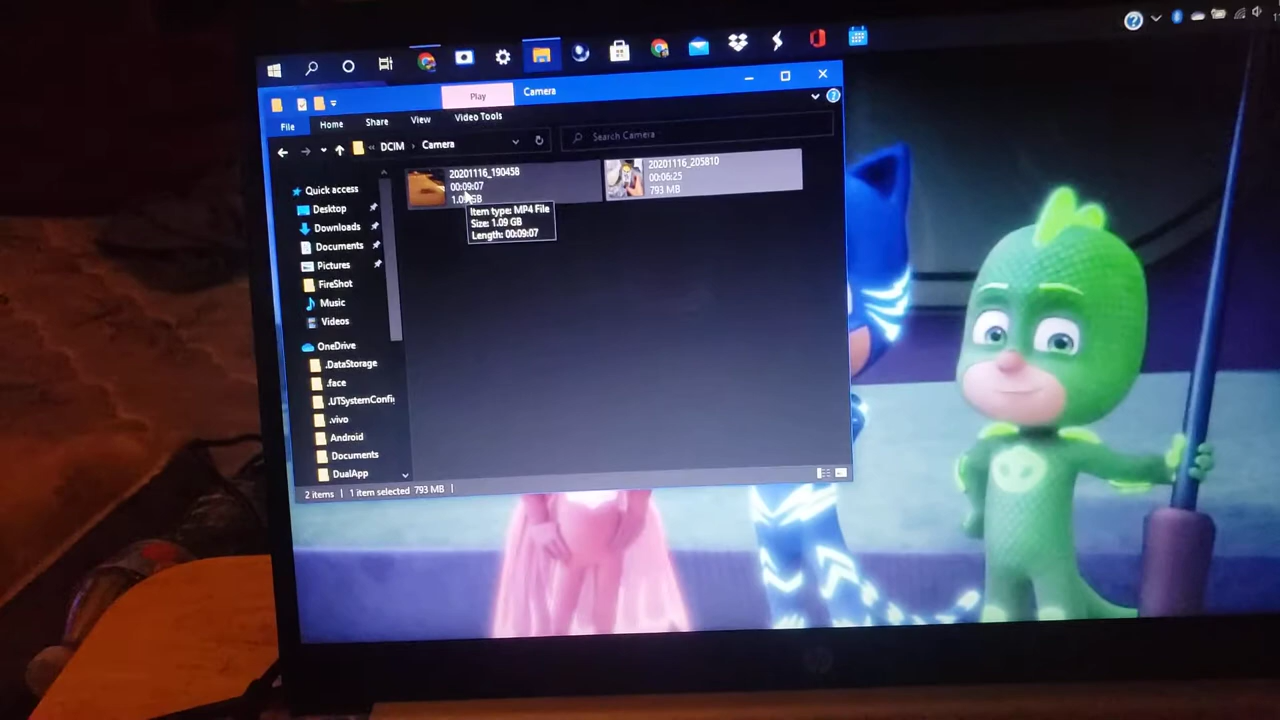 Play
Camera
File
Home
Share
View
Video Tools
DCIM
Camera
Search Camera
20201116_190458
00:09:07
20201116_205810
00:06:25
793 MB
Item type: MP4 File
Size: 1.09 GB
Length: 00:09:07
Quick access
Desktop
Downloads
Documents
Pictures
FireShot
Music
Videos
OneDrive
.DataStorage
.face
.UTSystemConfig
.vivo
Android
Documents
DualApp
2 items
1 item selected 793 MB